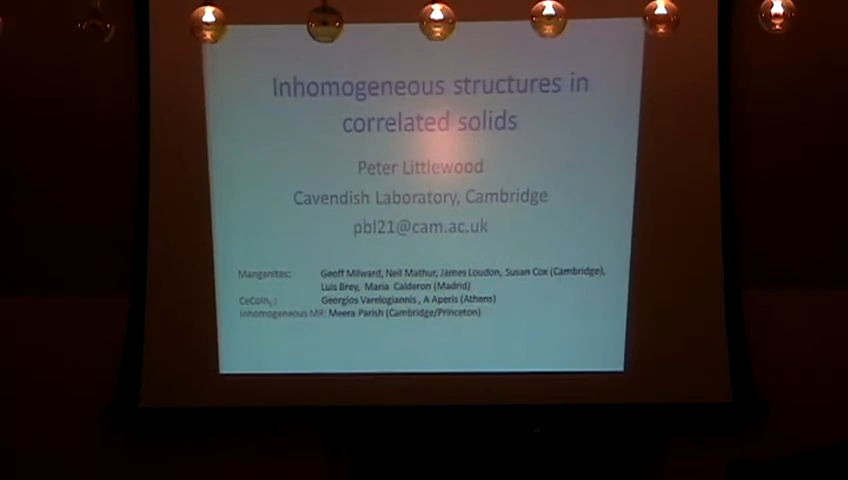 Inhomogeneous structures in
correlated solids
Peter Littlewood
Cavendish Laboratory, Cambridge
pbl21@cam.ac.uk
Manganites: Geoff Milward, Neil Mathur, James Loudon, Susan Cox (Cambridge),
Luis Brey, Maria Calderon (Madrid)
CeCoIn₅: Georgios Varelogiannis, A Aperis (Athens)
Inhomogeneous MR: Meera Parish (Cambridge/Princeton)